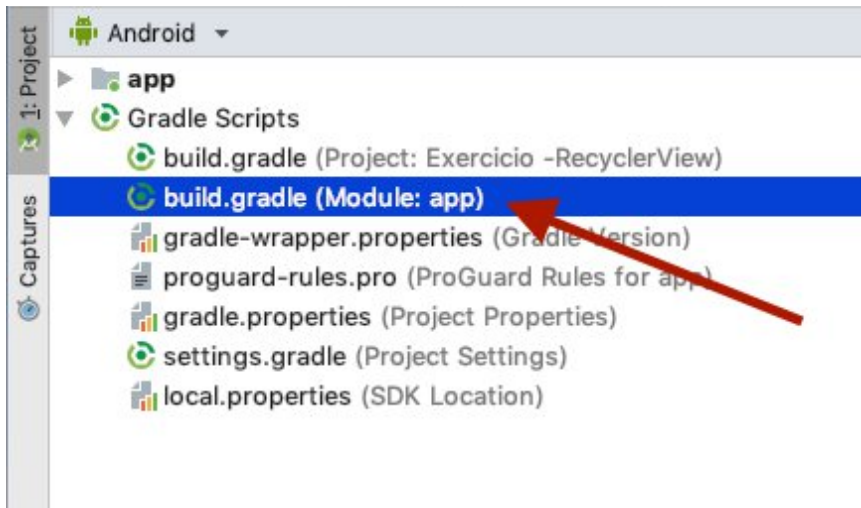 1: Project
Captures
Android
app
Gradle Scripts
build.gradle (Project: Exercicio -RecyclerView)
build.gradle (Module: app)
gradle-wrapper.properties (Gradle Version)
proguard-rules.pro (ProGuard Rules for app)
gradle.properties (Project Properties)
settings.gradle (Project Settings)
local.properties (SDK Location)